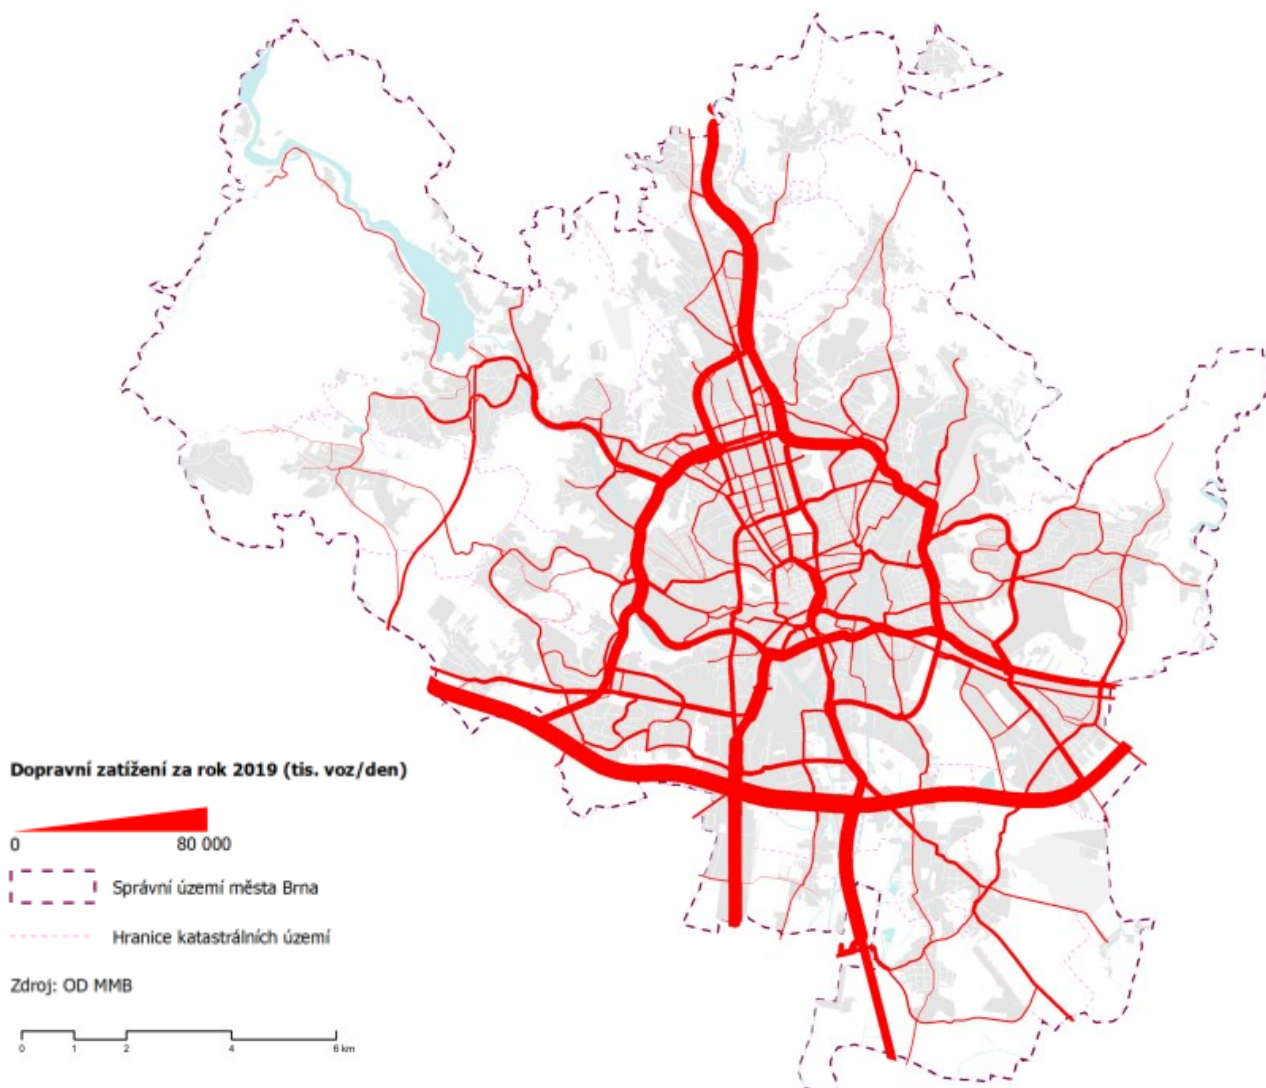 Dopravní zatížení za rok 2019 (tis. voz/den)
0 80 000
Správní území města Brna
Hranice katastrálních území
Zdroj: OD MMB
0 1 2 4 6 km